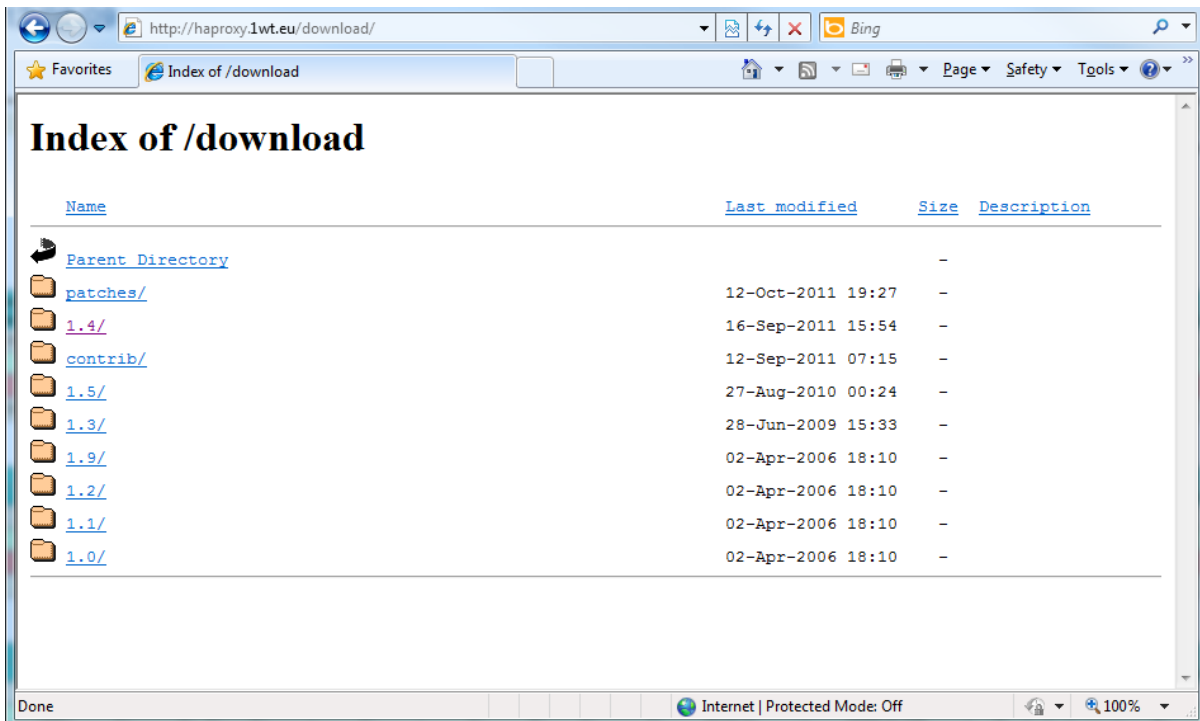 http://haproxy.1wt.eu/download/ Bing
Favorites Index of /download Page Safety Tools
Index of /download
Name Last modified Size Description
Parent Directory -
patches/ 12-Oct-2011 19:27 -
1.4/ 16-Sep-2011 15:54 -
contrib/ 12-Sep-2011 07:15 -
1.5/ 27-Aug-2010 00:24 -
1.3/ 28-Jun-2009 15:33 -
1.9/ 02-Apr-2006 18:10 -
1.2/ 02-Apr-2006 18:10 -
1.1/ 02-Apr-2006 18:10 -
1.0/ 02-Apr-2006 18:10 -
Done Internet | Protected Mode: Off 100%